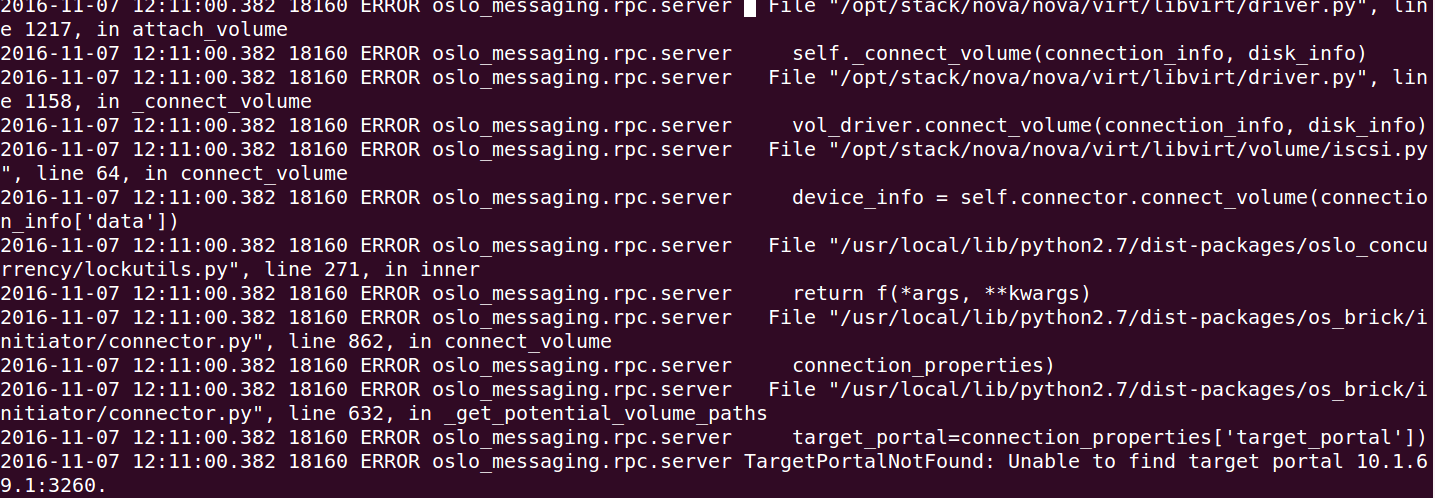 2016-11-07 12:11:00.382 18160 ERROR oslo_messaging.rpc.server   File "/opt/stack/nova/nova/virt/libvirt/driver.py", lin
e 1217, in attach_volume
2016-11-07 12:11:00.382 18160 ERROR oslo_messaging.rpc.server     self._connect_volume(connection_info, disk_info)
2016-11-07 12:11:00.382 18160 ERROR oslo_messaging.rpc.server   File "/opt/stack/nova/nova/virt/libvirt/driver.py", lin
e 1158, in _connect_volume
2016-11-07 12:11:00.382 18160 ERROR oslo_messaging.rpc.server     vol_driver.connect_volume(connection_info, disk_info)
2016-11-07 12:11:00.382 18160 ERROR oslo_messaging.rpc.server   File "/opt/stack/nova/nova/virt/libvirt/volume/iscsi.py
", line 64, in connect_volume
2016-11-07 12:11:00.382 18160 ERROR oslo_messaging.rpc.server     device_info = self.connector.connect_volume(connectio
n_info['data'])
2016-11-07 12:11:00.382 18160 ERROR oslo_messaging.rpc.server   File "/usr/local/lib/python2.7/dist-packages/oslo_concu
rrency/lockutils.py", line 271, in inner
2016-11-07 12:11:00.382 18160 ERROR oslo_messaging.rpc.server     return f(*args, **kwargs)
2016-11-07 12:11:00.382 18160 ERROR oslo_messaging.rpc.server   File "/usr/local/lib/python2.7/dist-packages/os_brick/i
nitiator/connector.py", line 862, in connect_volume
2016-11-07 12:11:00.382 18160 ERROR oslo_messaging.rpc.server     connection_properties)
2016-11-07 12:11:00.382 18160 ERROR oslo_messaging.rpc.server   File "/usr/local/lib/python2.7/dist-packages/os_brick/i
nitiator/connector.py", line 632, in _get_potential_volume_paths
2016-11-07 12:11:00.382 18160 ERROR oslo_messaging.rpc.server     target_portal=connection_properties['target_portal'])
2016-11-07 12:11:00.382 18160 ERROR oslo_messaging.rpc.server TargetPortalNotFound: Unable to find target portal 10.1.6
9.1:3260.